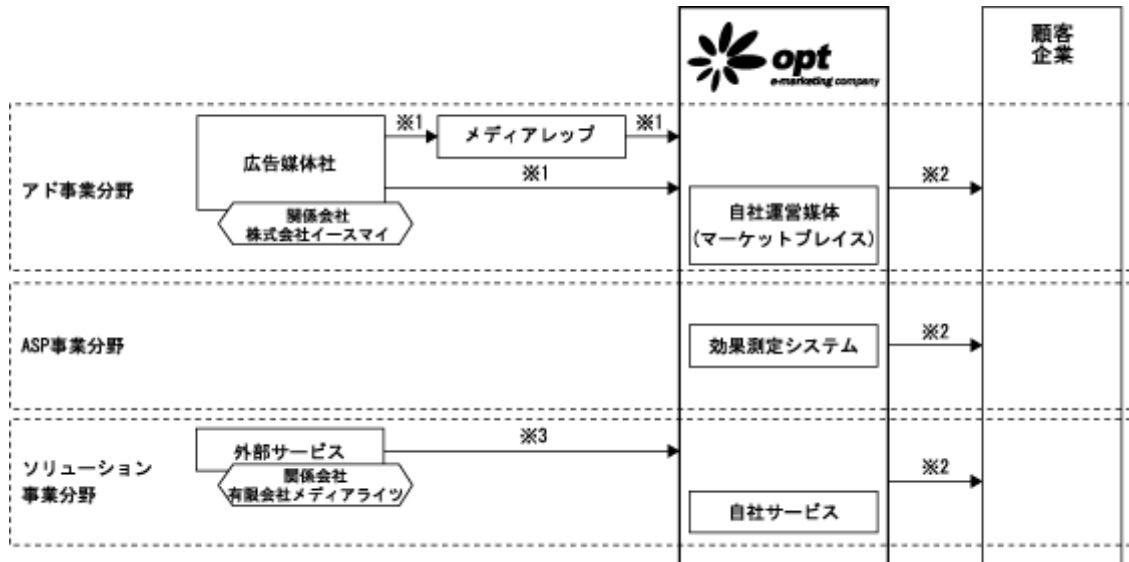 opt
e-marketing company
顧客
企業
アド事業分野
広告媒体社
関係会社
株式会社イースマイ
※1
メディアレップ
※1
※1
自社運営媒体
(マーケットプレイス)
※2
ASP事業分野
効果測定システム
※2
ソリューション
事業分野
外部サービス
関係会社
有限会社メディアライツ
※3
自社サービス
※2